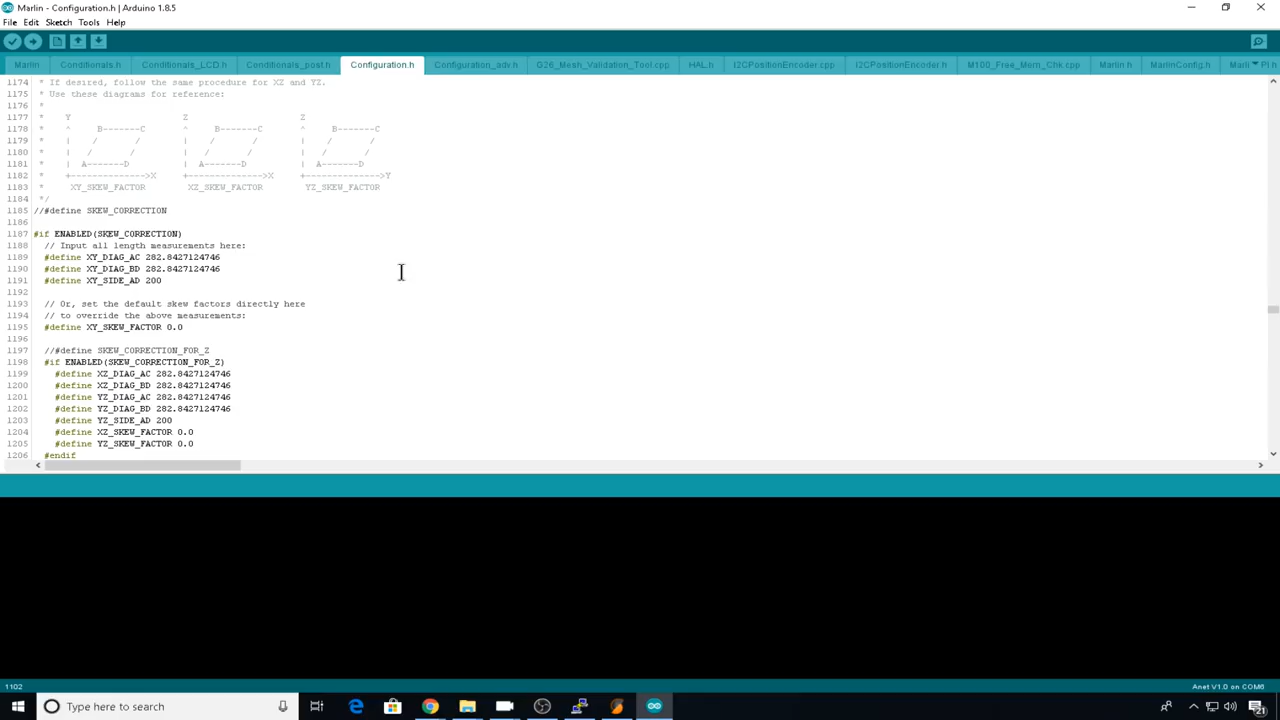 Marlin - Configuration.h | Arduino 1.8.5
File Edit Sketch Tools Help
Marlin Conditionals.h Conditionals_LCD.h Conditionals_post.h Configuration.h Configuration_adv.h G26_Mesh_Validation_Tool.cpp HAL.h I2CPositionEncoder.cpp I2CPositionEncoder.h M100_Free_Mem_Chk.cpp Marlin.h MarlinConfig.h Marli Pl h
1174 * If desired, follow the same procedure for XZ and YZ.
1175 * Use these diagrams for reference:
1176 *
1177 * Y Z Z
1178 * ^ B-------C ^ B-------C ^ B-------C
1179 * | / / | / / | / /
1180 * | / / | / / | / /
1181 * | A-------D | A-------D | A-------D
1182 * +-------------->X +-------------->X +-------------->Y
1183 * XY_SKEW_FACTOR XZ_SKEW_FACTOR YZ_SKEW_FACTOR
1184 */
1185 //#define SKEW_CORRECTION
1186
1187 #if ENABLED(SKEW_CORRECTION)
1188 // Input all length measurements here:
1189 #define XY_DIAG_AC 282.8427124746
1190 #define XY_DIAG_BD 282.8427124746
1191 #define XY_SIDE_AD 200
1192
1193 // Or, set the default skew factors directly here
1194 // to override the above measurements:
1195 #define XY_SKEW_FACTOR 0.0
1196
1197 //#define SKEW_CORRECTION_FOR_Z
1198 #if ENABLED(SKEW_CORRECTION_FOR_Z)
1199 #define XZ_DIAG_AC 282.8427124746
1200 #define XZ_DIAG_BD 282.8427124746
1201 #define YZ_DIAG_AC 282.8427124746
1202 #define YZ_DIAG_BD 282.8427124746
1203 #define YZ_SIDE_AD 200
1204 #define XZ_SKEW_FACTOR 0.0
1205 #define YZ_SKEW_FACTOR 0.0
1206 #endif
1102 Anet V1.0 on COM6
Type here to search
21